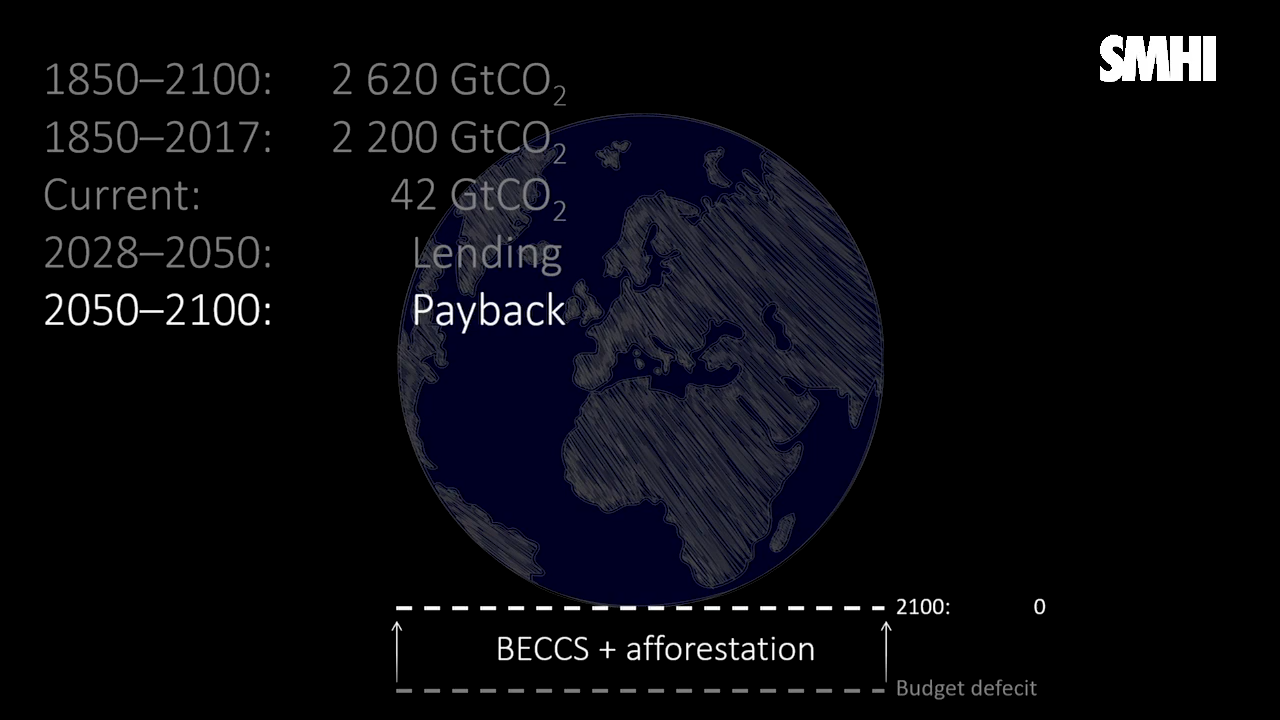 SMHI
1850–2100: 2 620 GtCO₂
1850–2017: 2 200 GtCO₂
Current: 42 GtCO₂
2028–2050: Lending
2050–2100: Payback
2100: 0
BECCS + afforestation
Budget defecit